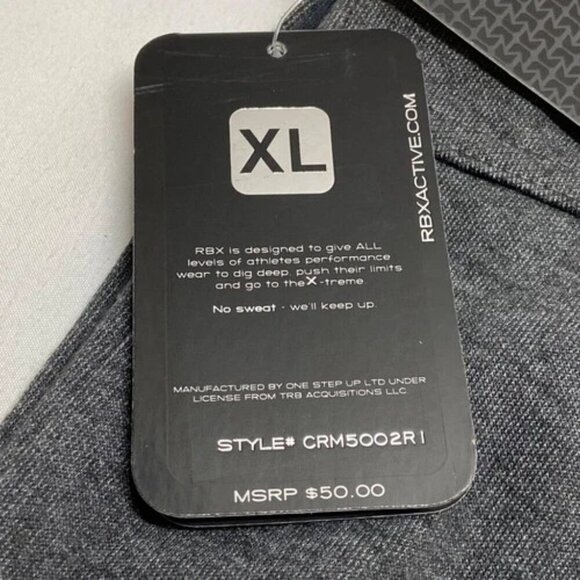 XL
RBX is designed to give ALL
levels of athletes performance
wear to dig deep, push their limits
and go to the X-treme
No sweat - we'll keep up.
MANUFACTURED BY ONE STEP UP LTD UNDER
LICENSE FROM TRB ACQUISITIONS LLC
STYLE# CRM5002R1
MSRP $50.00
RBXACTIVE.COM